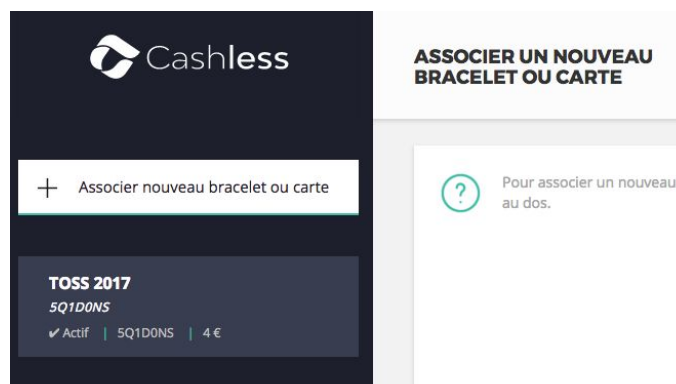 Cashless
Associer nouveau bracelet ou carte
TOSS 2017
5Q1D0NS
✔ Actif | 5Q1D0NS | 4 €
ASSOCIER UN NOUVEAU
BRACELET OU CARTE
?
Pour associer un nouveau
au dos.